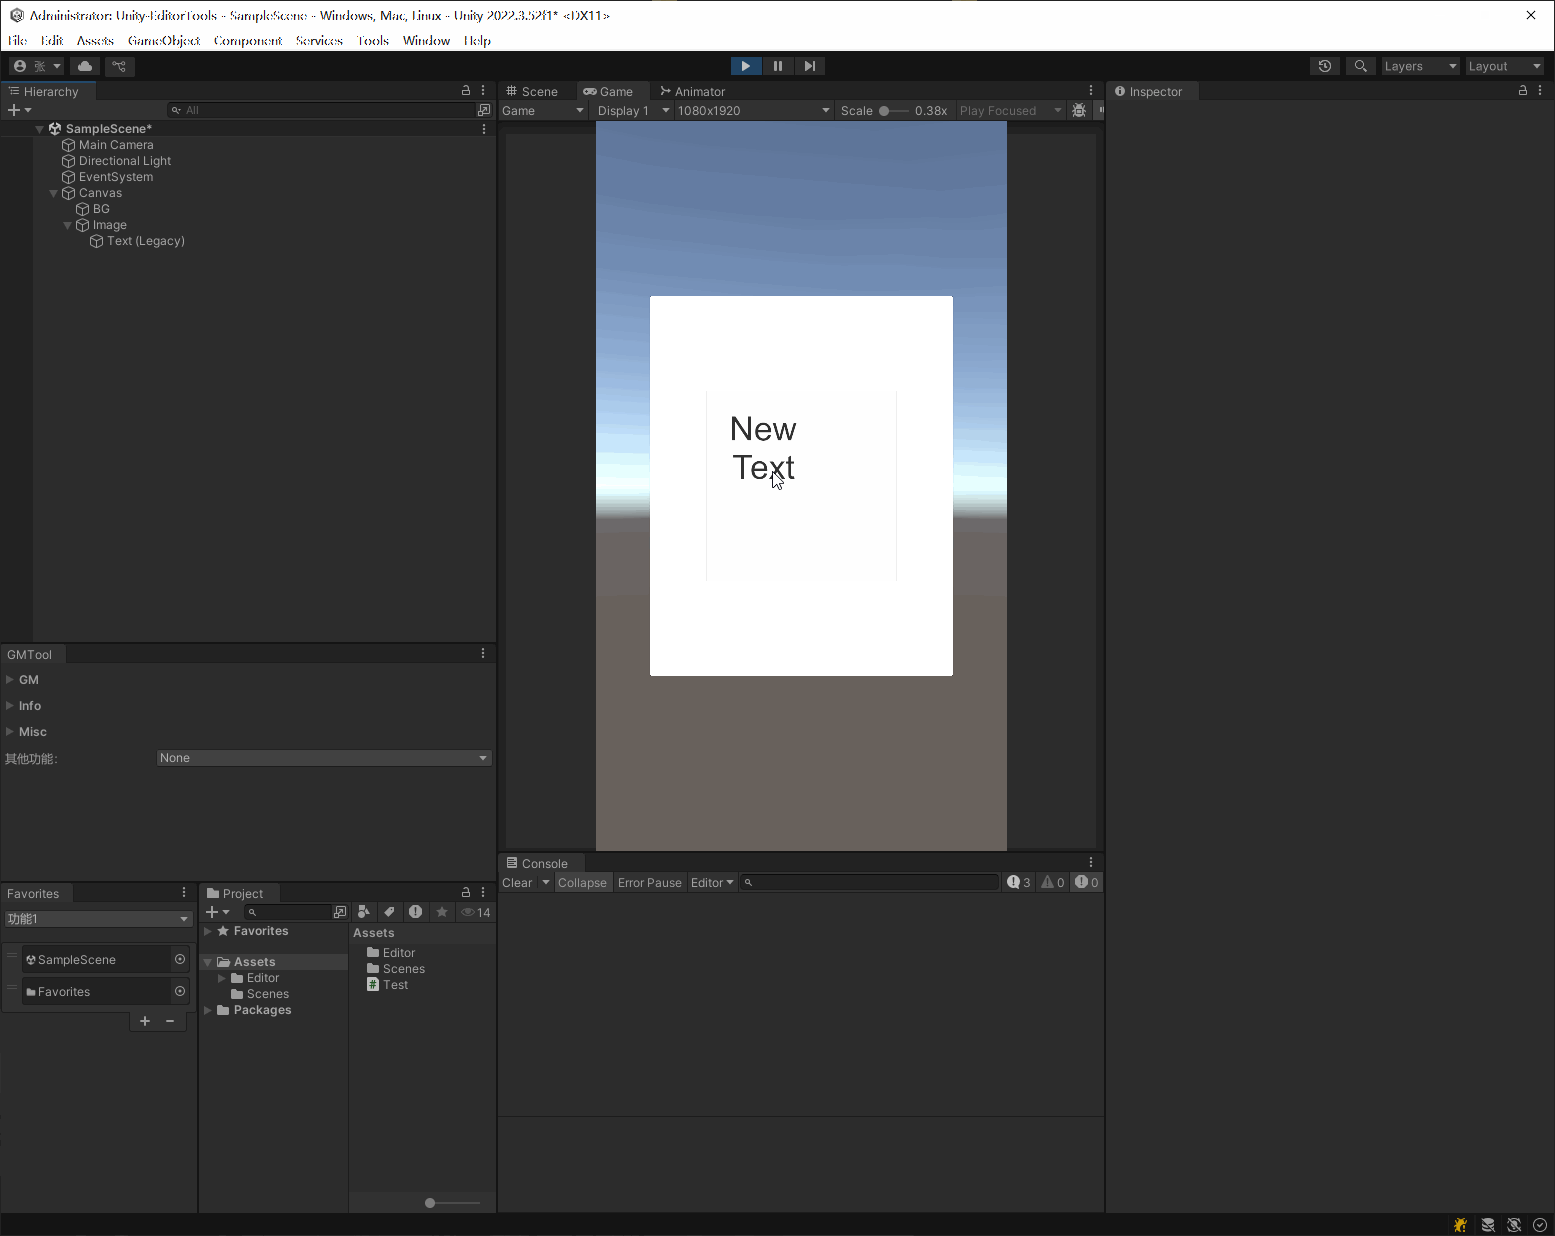 Administrator: Unity-EditorTools - SampleScene - Windows, Mac, Linux - Unity 2022.3.52f1* <DX11>
File Edit Assets GameObject Component Services Tools Window Help
张
Layers
Layout
Hierarchy
All
SampleScene*
Main Camera
Directional Light
EventSystem
Canvas
BG
Image
Text (Legacy)
Scene Game Animator
Game Display 1 1080x1920 Scale 0.38x Play Focused
New
Text
Inspector
GMTool
GM
Info
Misc
其他功能:
None
Favorites
功能1
SampleScene
Favorites
Project
14
Favorites
Assets
Editor
Scenes
Packages
Assets
Editor
Scenes
Test
Console
Clear Collapse Error Pause Editor 3 0 0